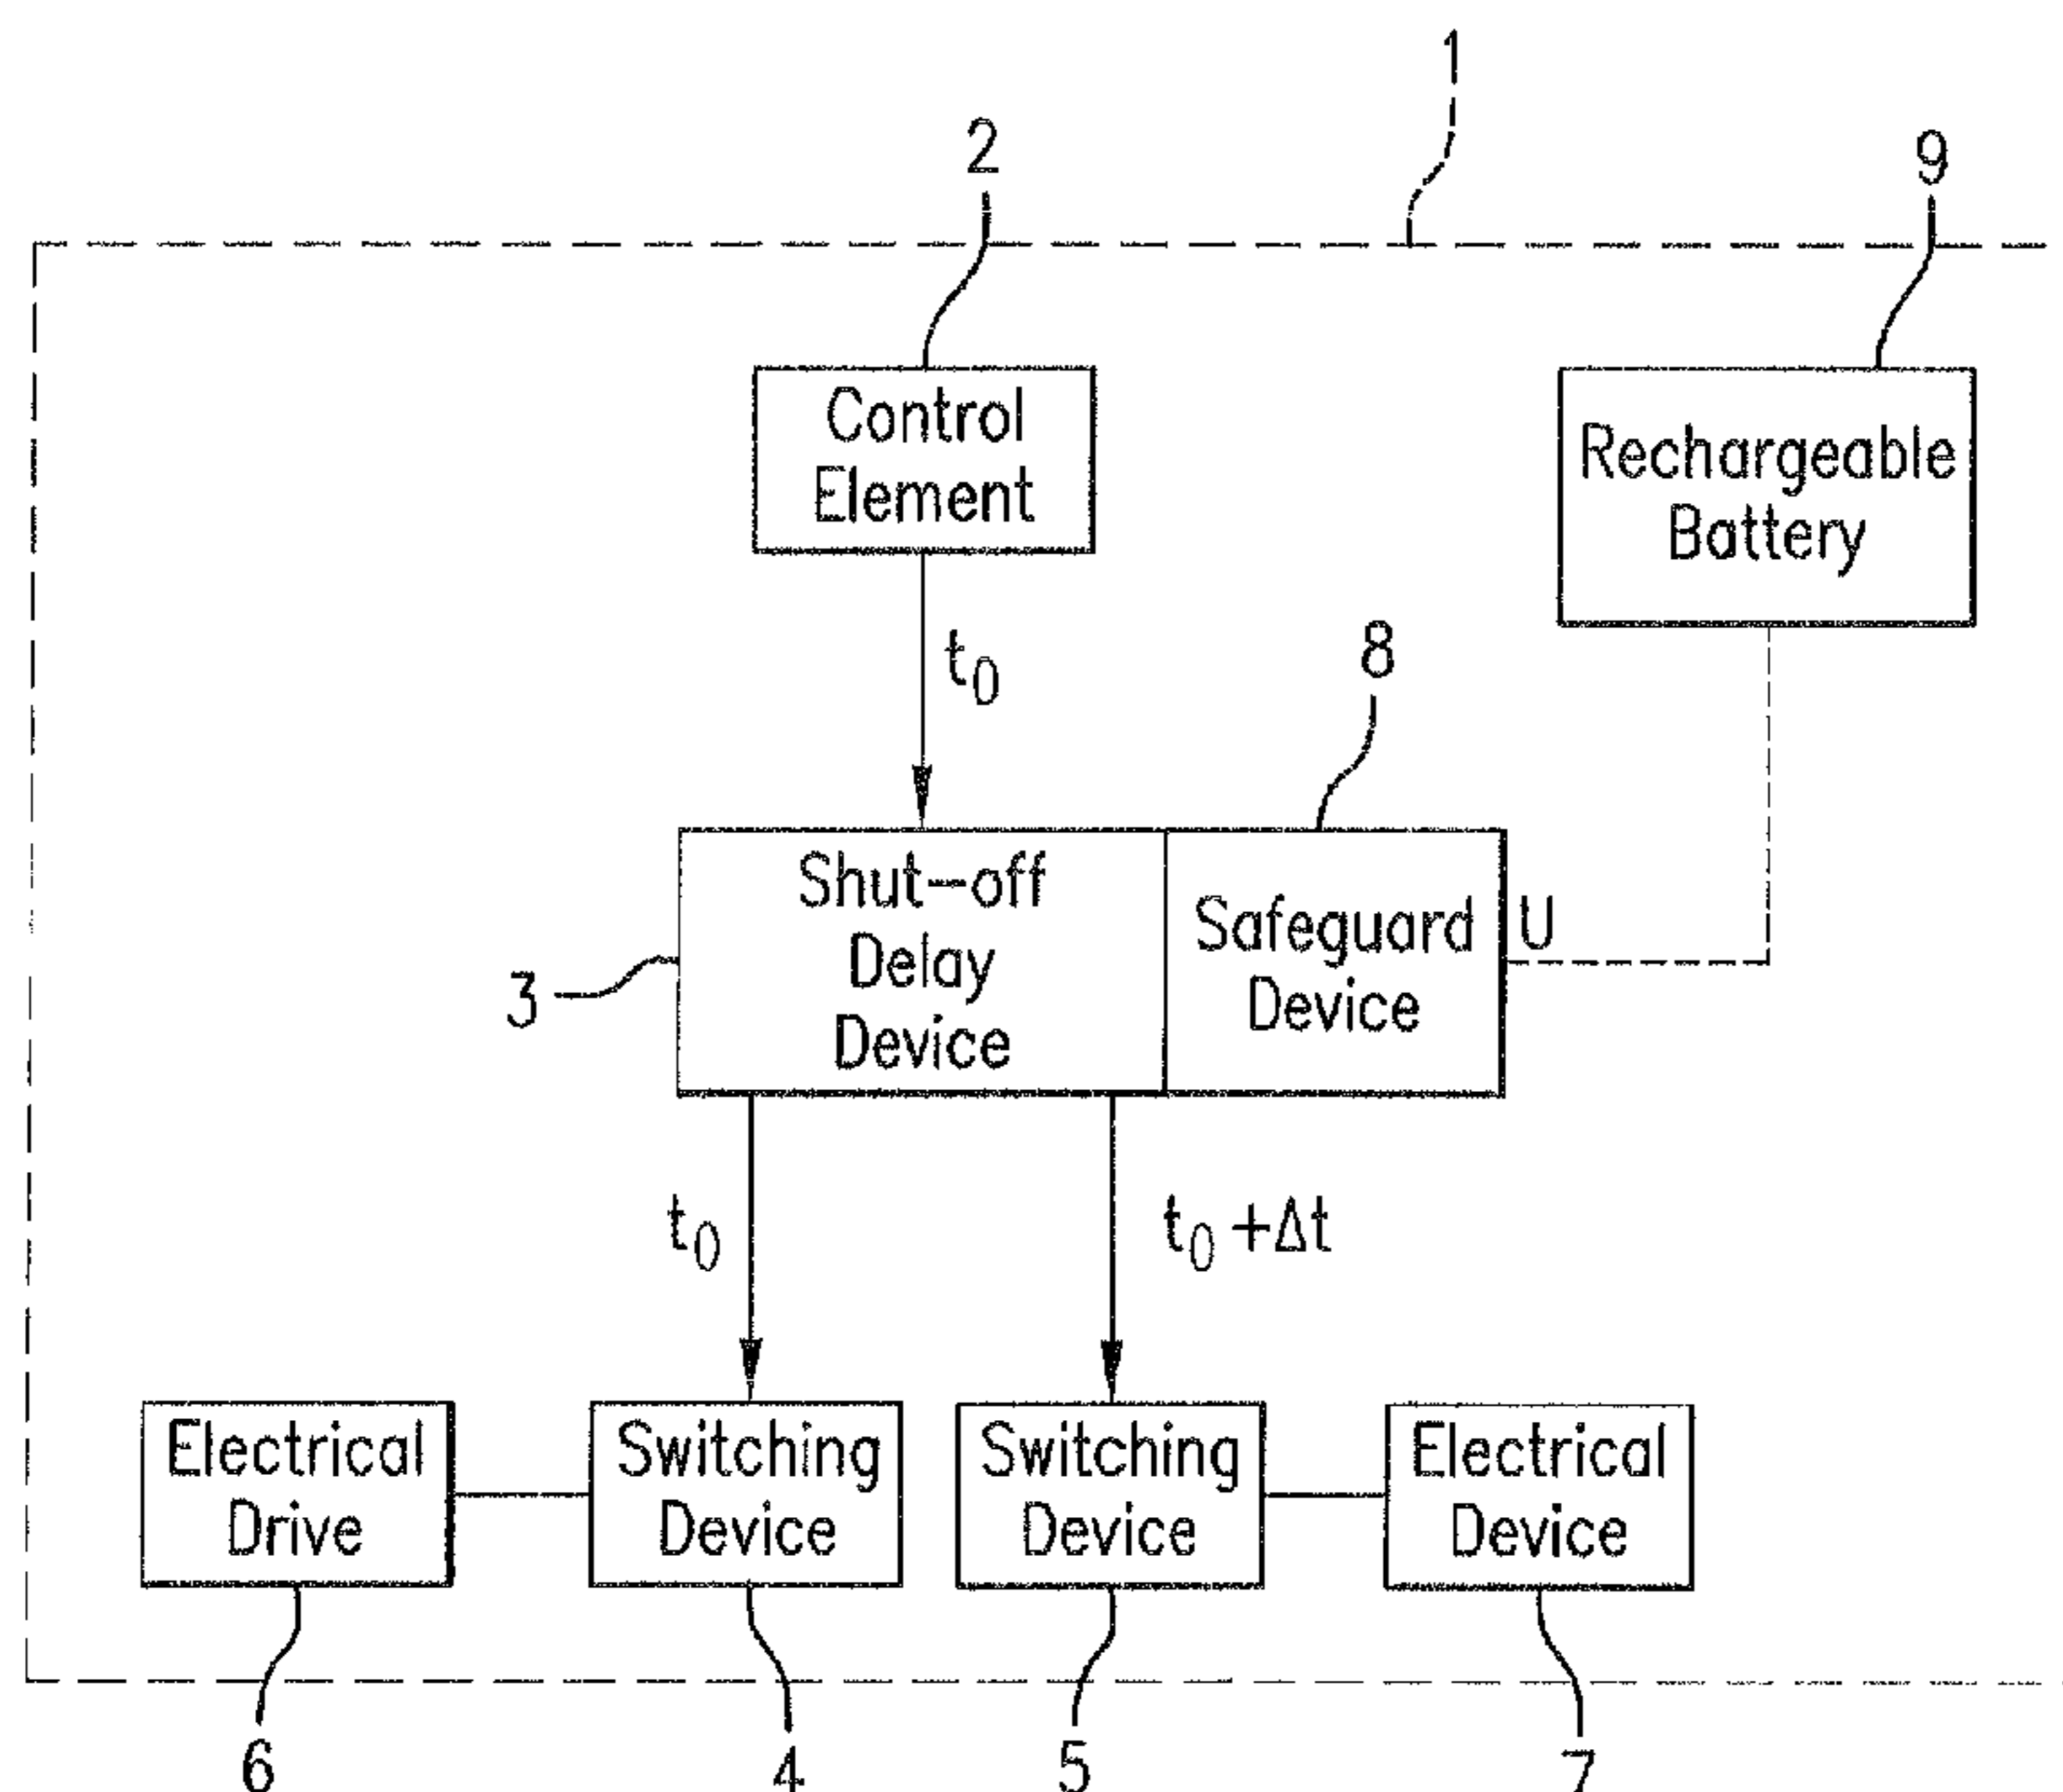 1
2
9
Control
Element
Rechargeable
Battery
t0
8
Shut-off
Delay
Device
Safeguard
Device
U
3
t0
t0+Δt
Electrical
Drive
Switching
Device
Switching
Device
Electrical
Device
6
4
5
7